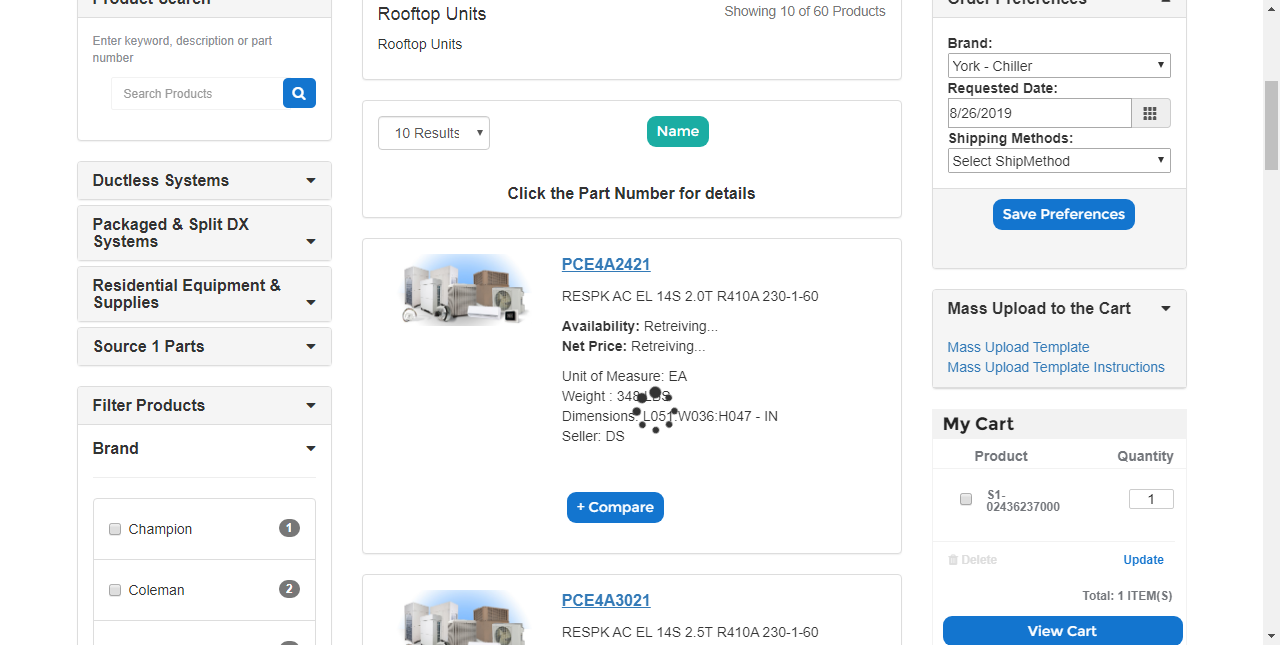 Product Search
Enter keyword, description or part
number
Search Products
Ductless Systems
Packaged & Split DX
Systems
Residential Equipment &
Supplies
Source 1 Parts
Filter Products
Brand
Champion 1
Coleman 2
Rooftop Units
Showing 10 of 60 Products
Rooftop Units
10 Results
Name
Click the Part Number for details
PCE4A2421
RESPK AC EL 14S 2.0T R410A 230-1-60
Availability: Retreiving...
Net Price: Retreiving...
Unit of Measure: EA
Weight : 348 LBS
Dimensions: L051:W036:H047 - IN
Seller: DS
+ Compare
PCE4A3021
RESPK AC EL 14S 2.5T R410A 230-1-60
Order Preferences
Brand:
York - Chiller
Requested Date:
8/26/2019
Shipping Methods:
Select ShipMethod
Save Preferences
Mass Upload to the Cart
Mass Upload Template
Mass Upload Template Instructions
My Cart
Product Quantity
S1-
02436237000
1
Delete
Update
Total: 1 ITEM(S)
View Cart